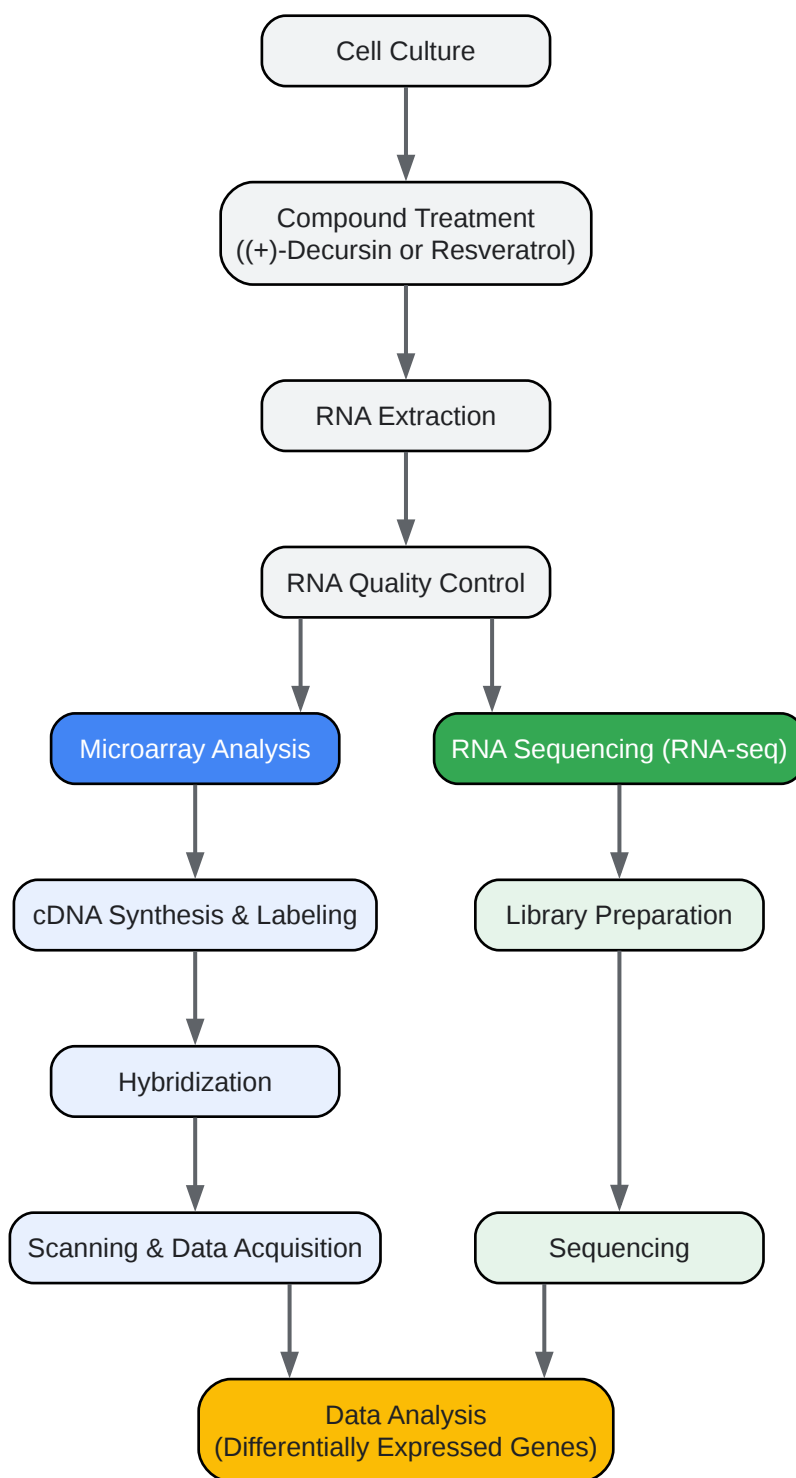 Cell Culture
Compound Treatment
((+)-Decursin or Resveratrol)
RNA Extraction
RNA Quality Control
Microarray Analysis
RNA Sequencing (RNA-seq)
cDNA Synthesis & Labeling
Library Preparation
Hybridization
Scanning & Data Acquisition
Sequencing
Data Analysis
(Differentially Expressed Genes)